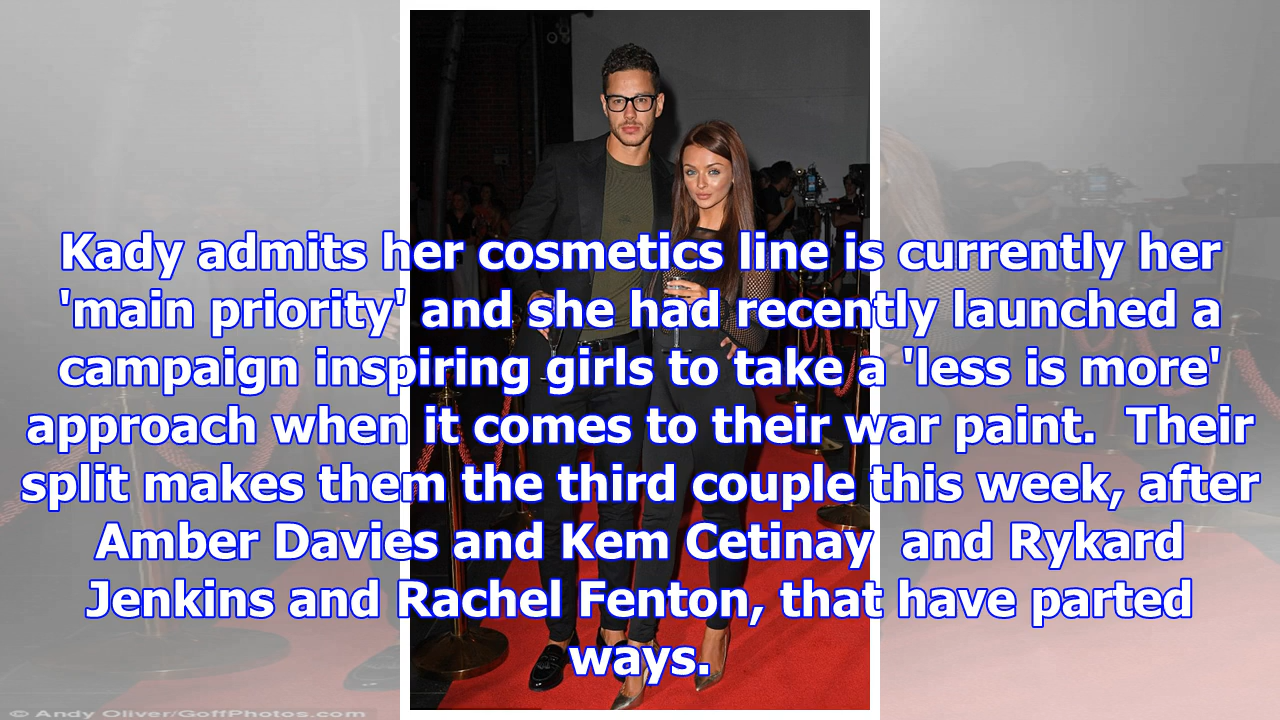 Kady admits her cosmetics line is currently her
'main priority' and she had recently launched a
campaign inspiring girls to take a 'less is more'
approach when it comes to their war paint.  Their
split makes them the third couple this week, after
Amber Davies and Kem Cetinay  and Rykard
Jenkins and Rachel Fenton, that have parted
ways.
© Andy Oliver/GoffPhotos.com